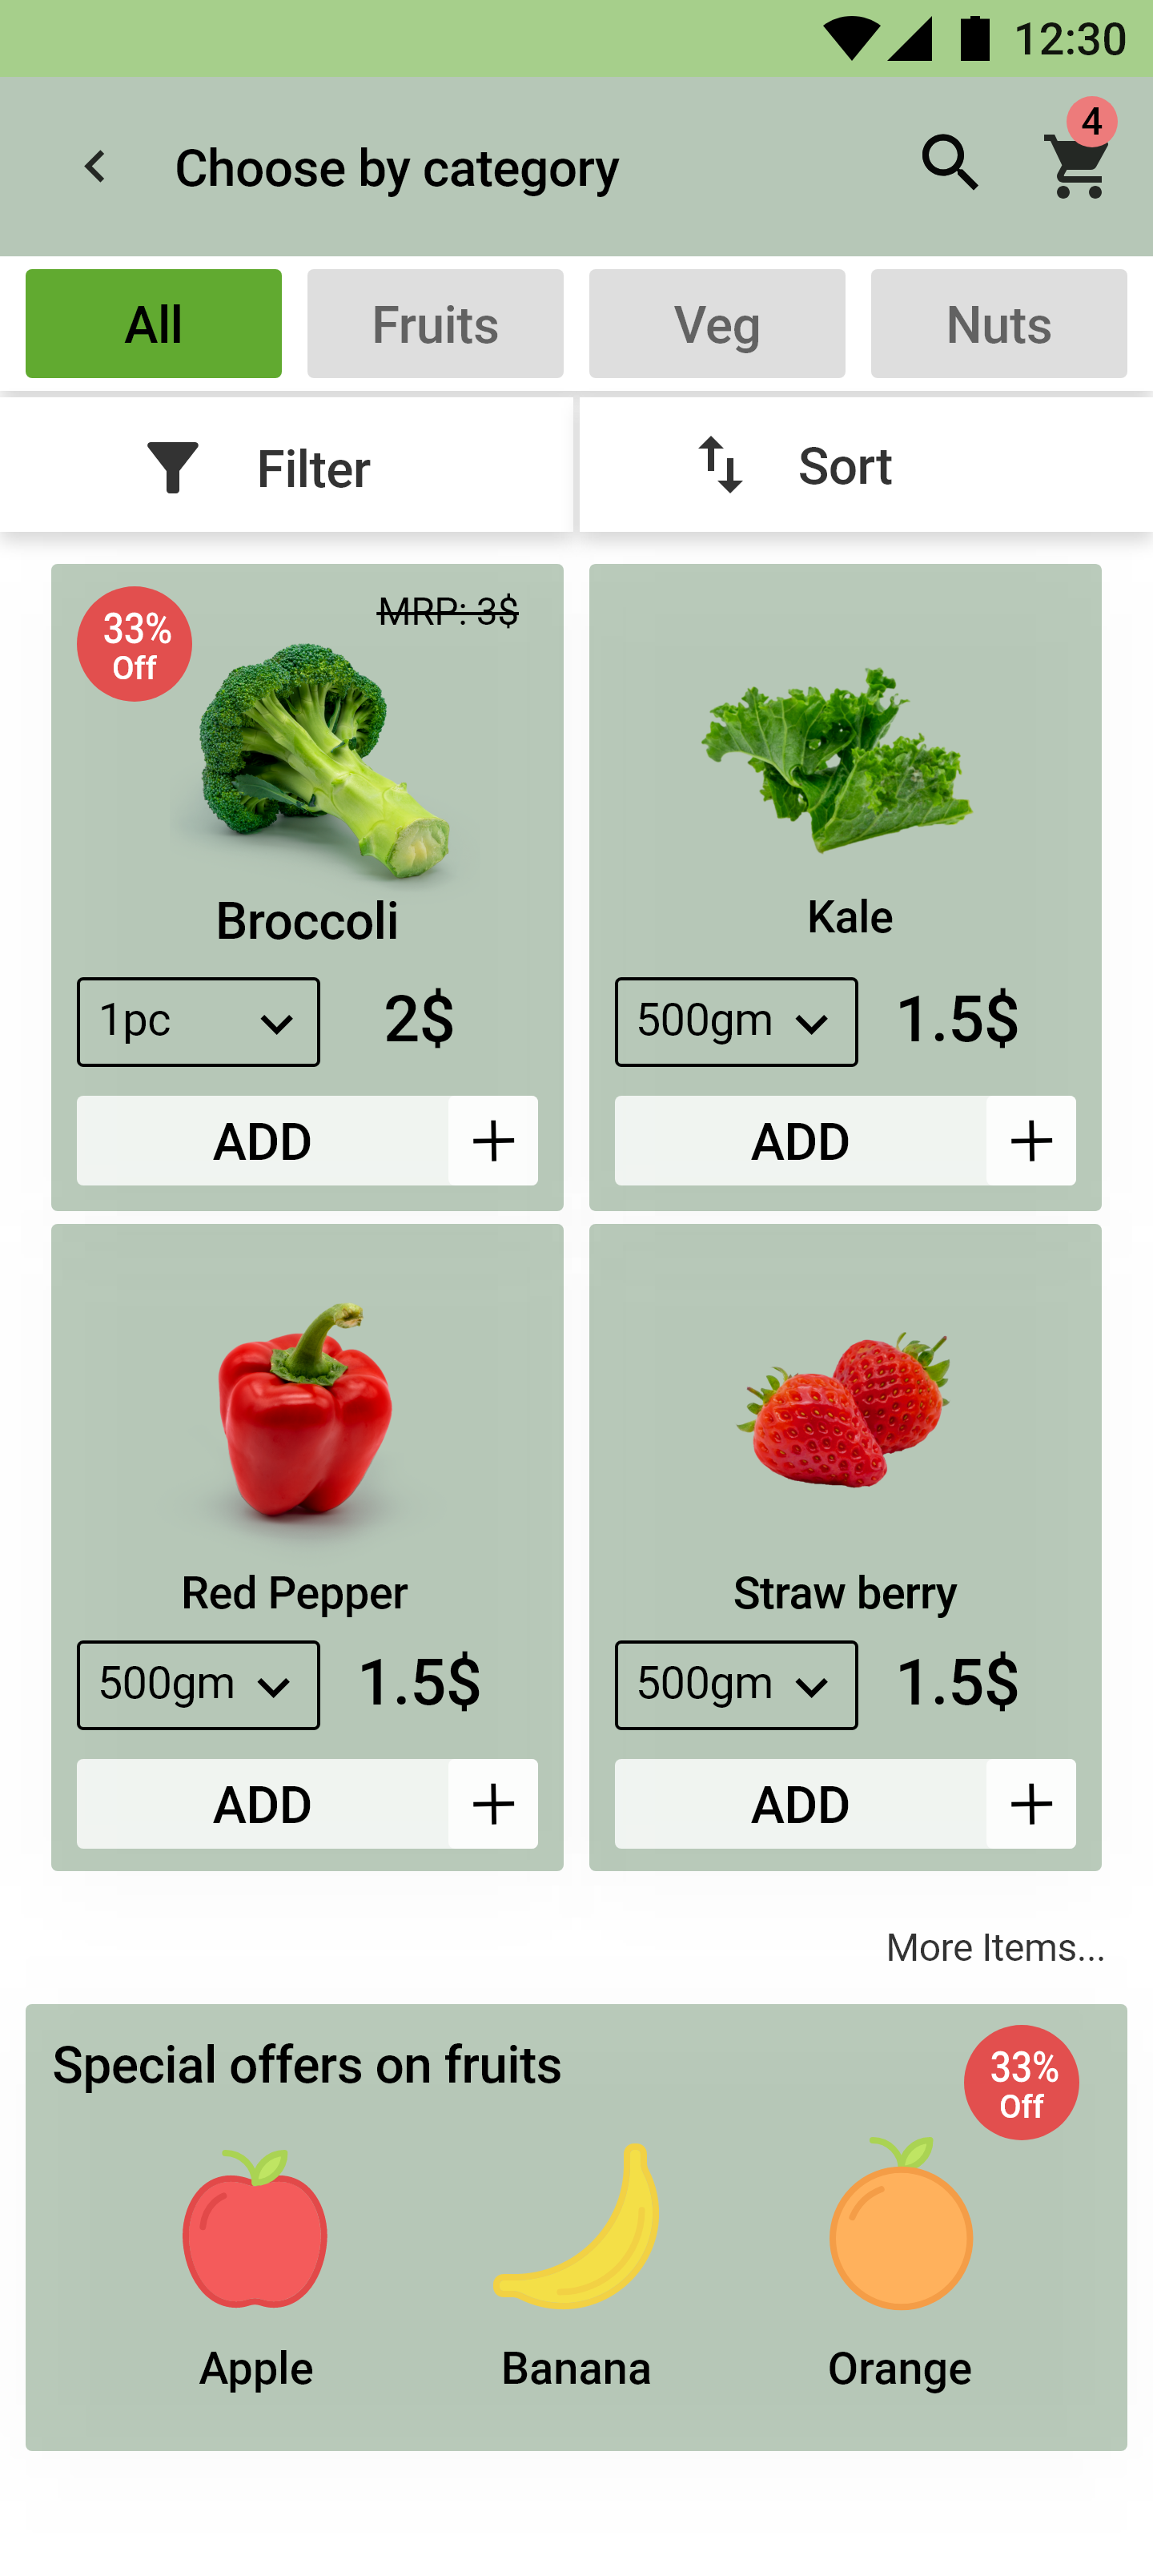 12:30
Choose by category
4
All
Fruits
Veg
Nuts
Filter
Sort
33%
Off
MRP: 3$
Broccoli
1pc
2$
ADD
Kale
500gm
1.5$
ADD
Red Pepper
500gm
1.5$
ADD
Straw berry
500gm
1.5$
ADD
More Items...
Special offers on fruits
33%
Off
Apple
Banana
Orange